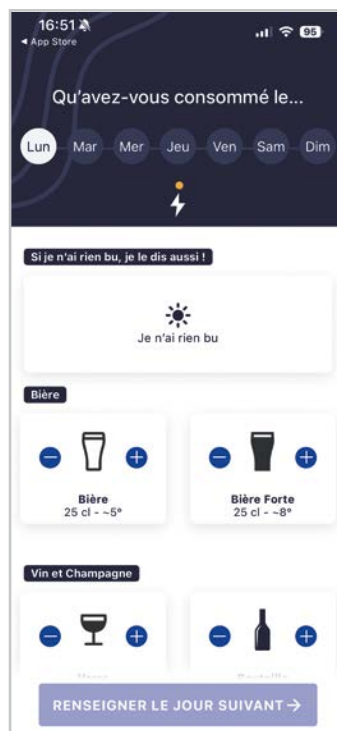 16:51
◀ App Store
95
Qu'avez-vous consommé le...
Lun Mar Mer Jeu Ven Sam Dim
Si je n'ai rien bu, je le dis aussi !
Je n'ai rien bu
Bière
Bière Bière Forte
25 cl - ~5° 25 cl - ~8°
Vin et Champagne
RENSEIGNER LE JOUR SUIVANT →